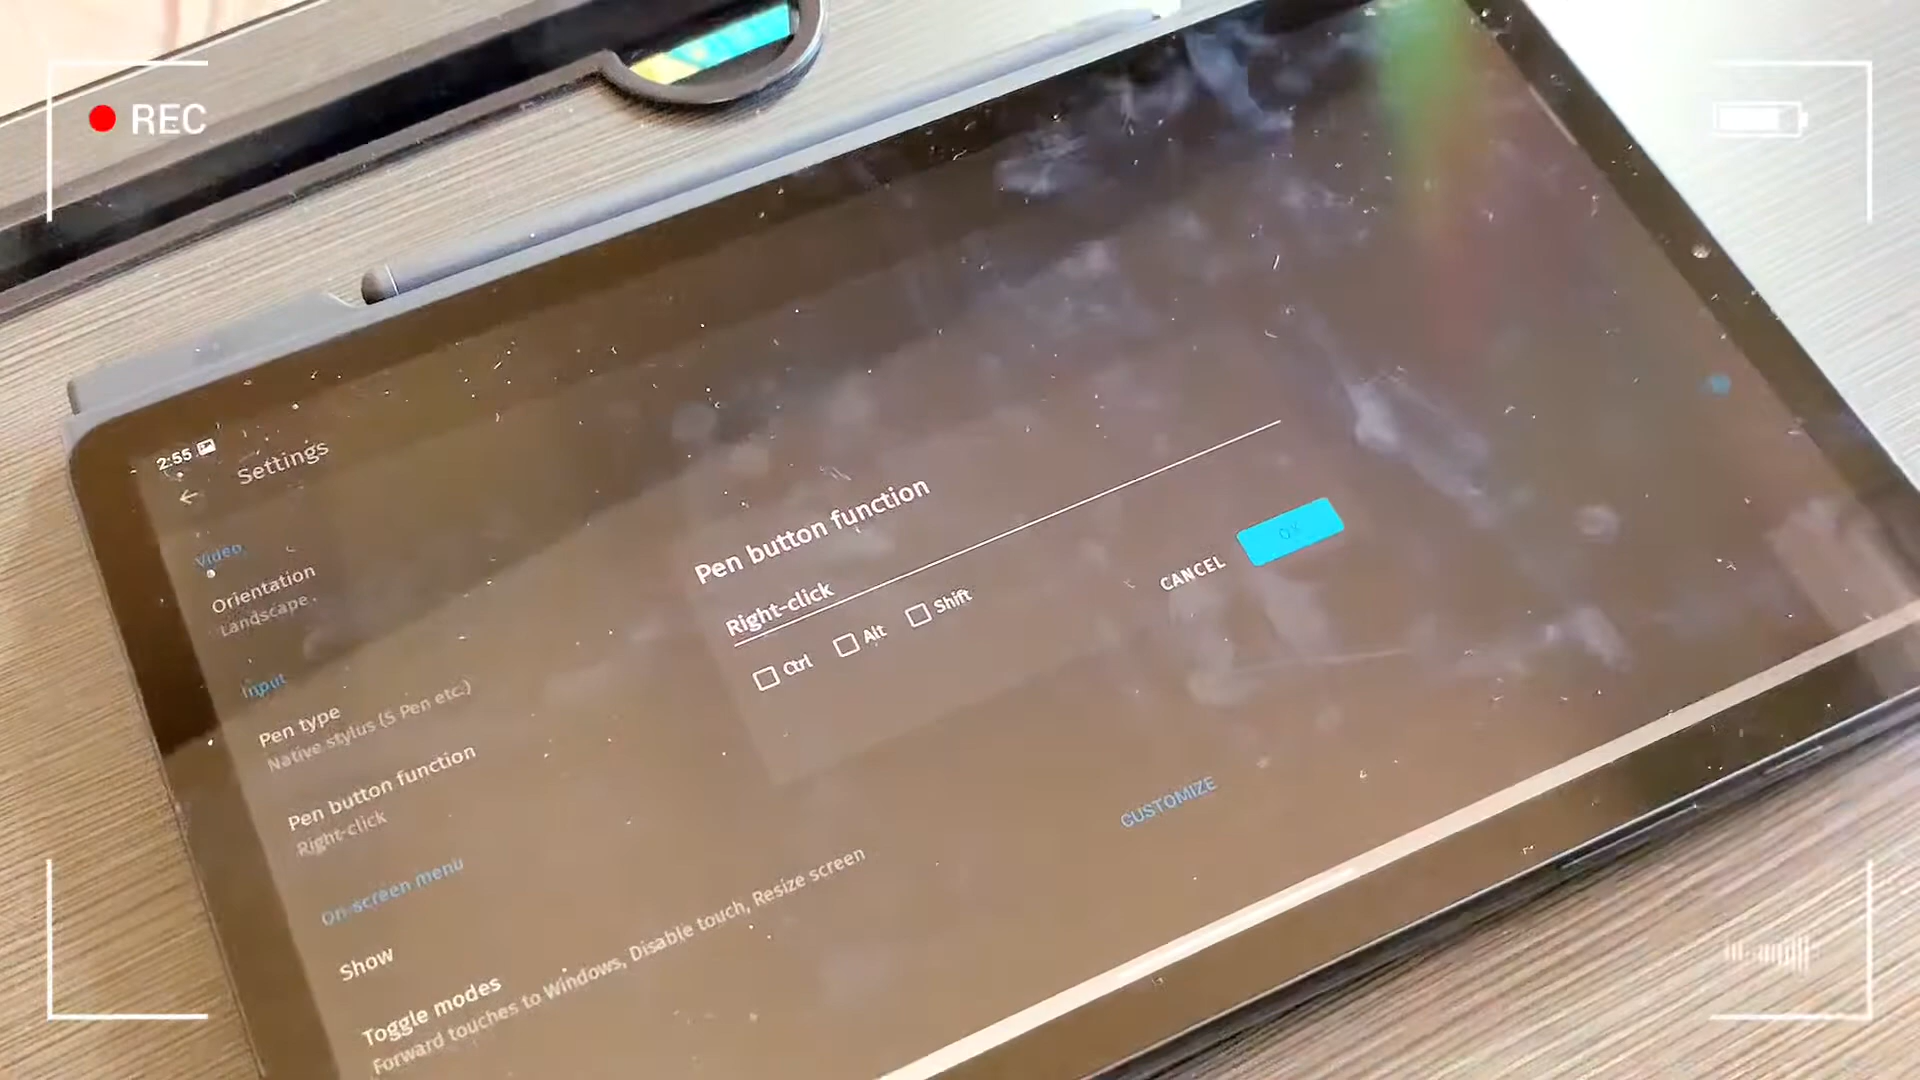 REC
2:55
Settings
Video
Orientation
Landscape
Input
Pen type
Native stylus (S Pen etc.)
Pen button function
Right-click
On-screen menu
Show
Toggle modes
Forward touches to Windows, Disable touch, Resize screen
Pen button function
Right-click
Ctrl Alt Shift
CANCEL OK
CUSTOMIZE